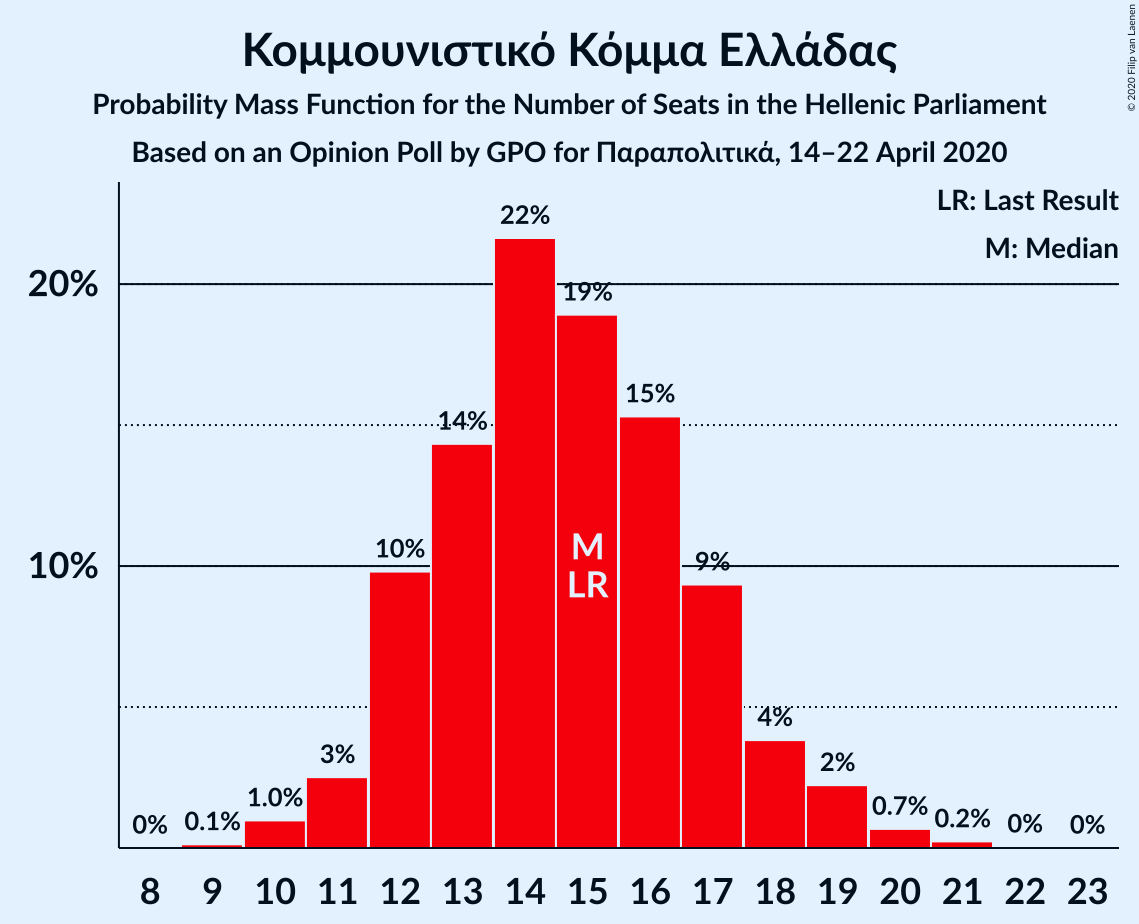 Κομμουνιστικό Κόμμα Ελλάδας
Probability Mass Function for the Number of Seats in the Hellenic Parliament
Based on an Opinion Poll by GPO for Παραπολιτικά, 14–22 April 2020
© 2020 Filip van Laenen
LR: Last Result
M: Median
20%
10%
0%
0.1%
1.0%
3%
10%
14%
22%
19%
15%
9%
4%
2%
0.7%
0.2%
0%
0%
M
LR
8 9 10 11 12 13 14 15 16 17 18 19 20 21 22 23